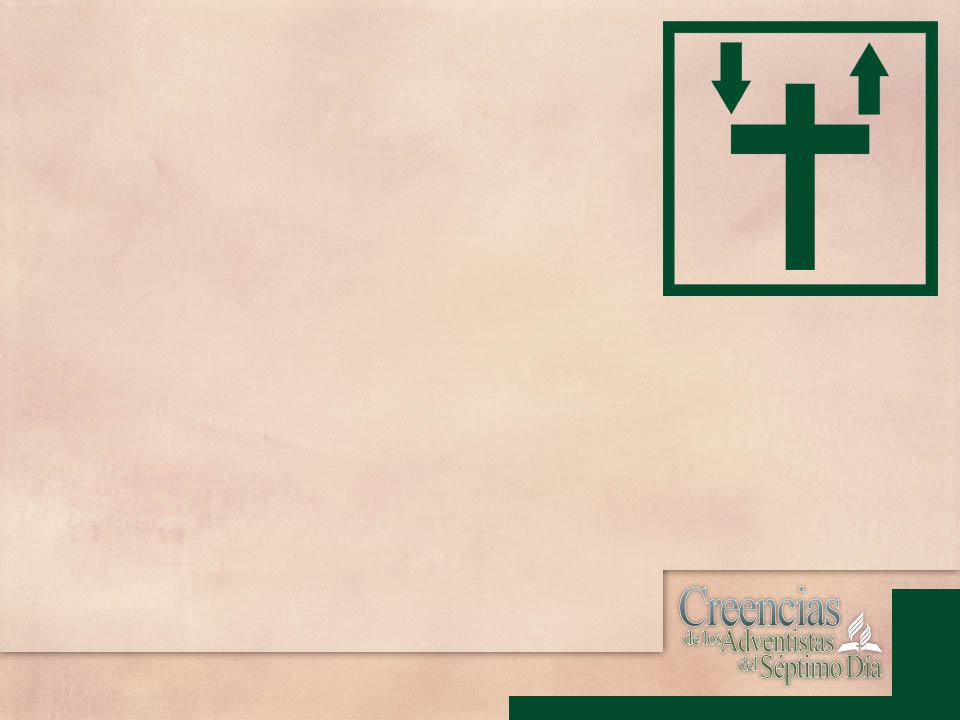 Creencias
de los Adventistas
del Séptimo Día